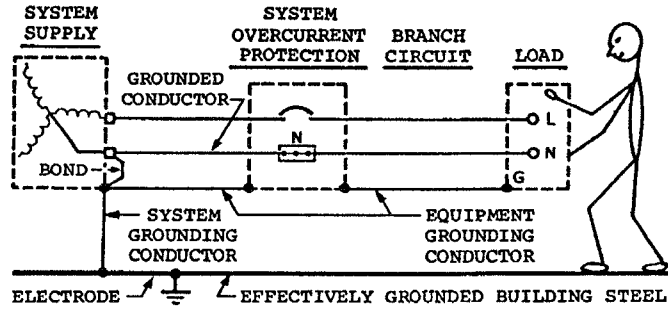 SYSTEM
SUPPLY
SYSTEM
OVERCURRENT
PROTECTION
BRANCH
CIRCUIT
LOAD
GROUNDED
CONDUCTOR
N
L
N
BOND
G
SYSTEM
GROUNDING
CONDUCTOR
EQUIPMENT
GROUNDING
CONDUCTOR
ELECTRODE
EFFECTIVELY GROUNDED BUILDING STEEL